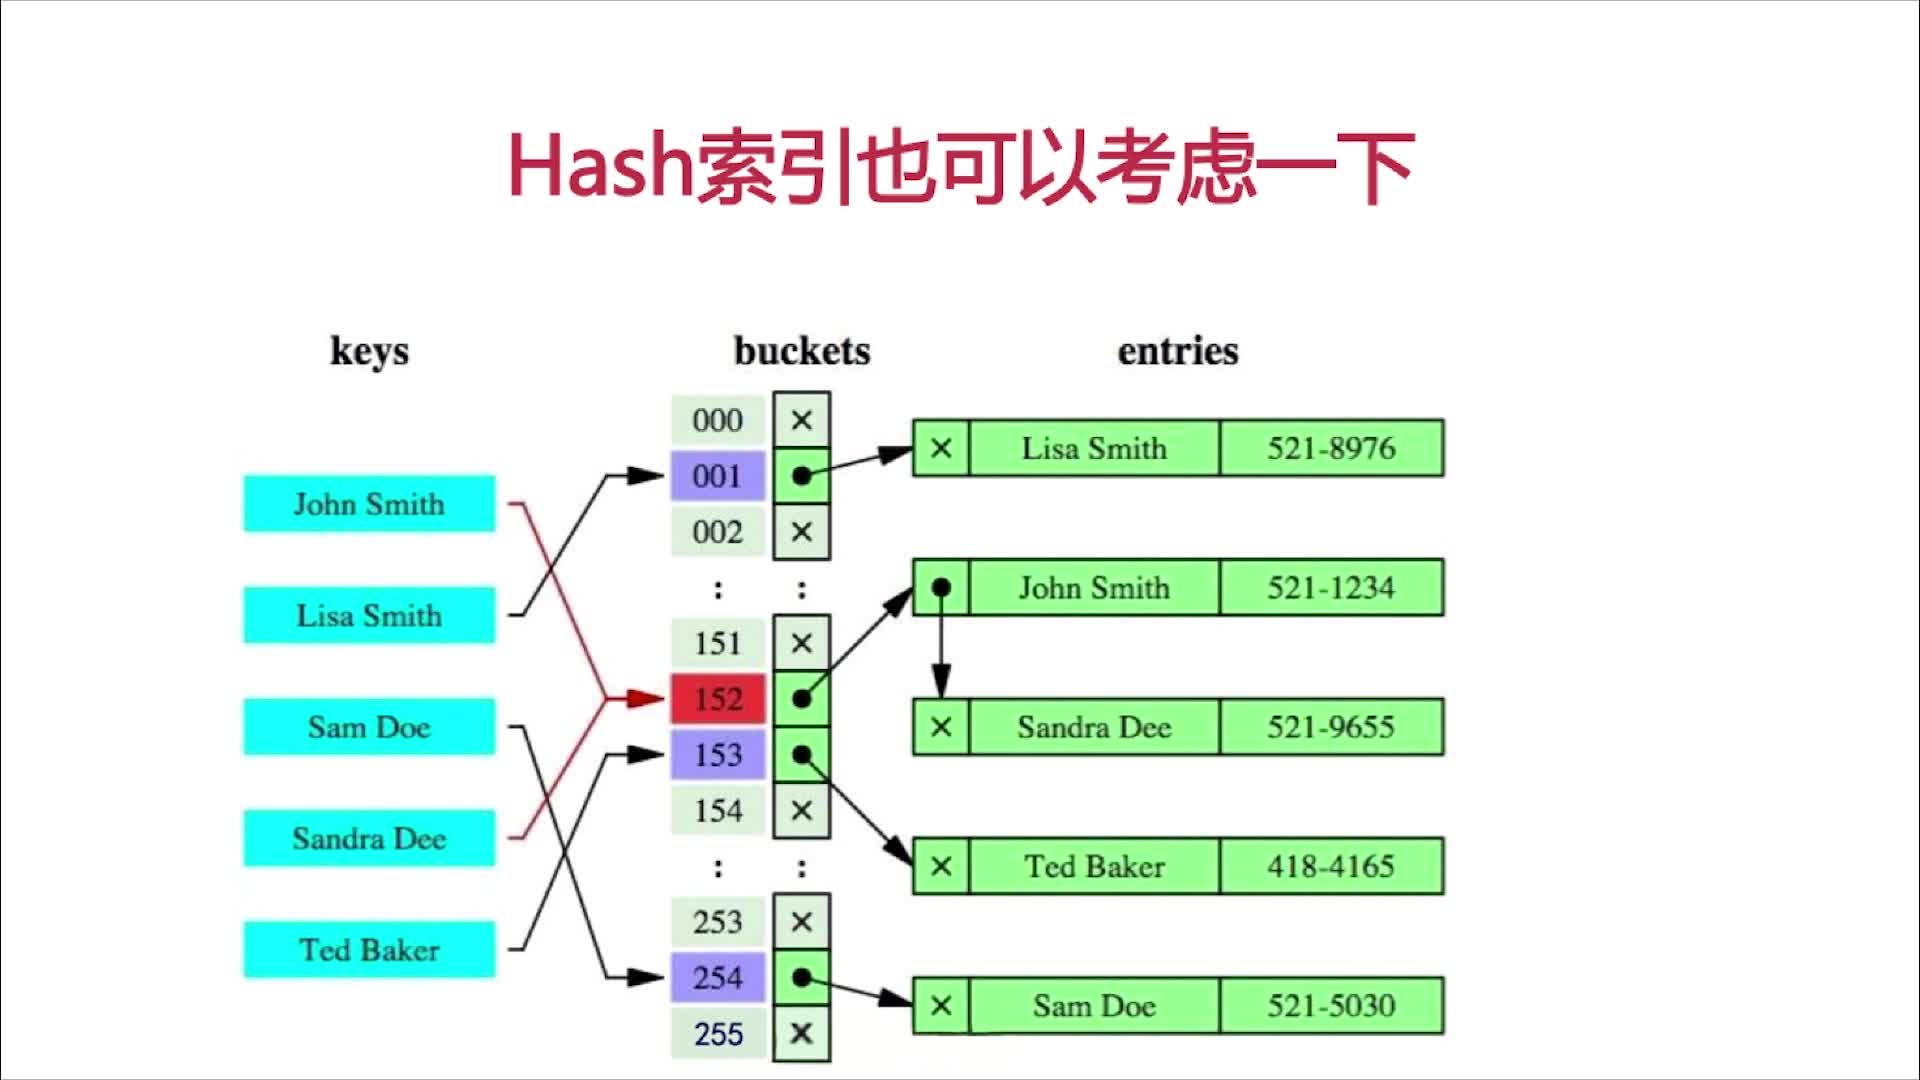 Hash索引也可以考虑一下
keys
buckets
entries
John Smith
Lisa Smith
Sam Doe
Sandra Dee
Ted Baker
000
001
002
:
:
151
152
153
154
:
:
253
254
255
Lisa Smith 521-8976
John Smith 521-1234
Sandra Dee 521-9655
Ted Baker 418-4165
Sam Doe 521-5030